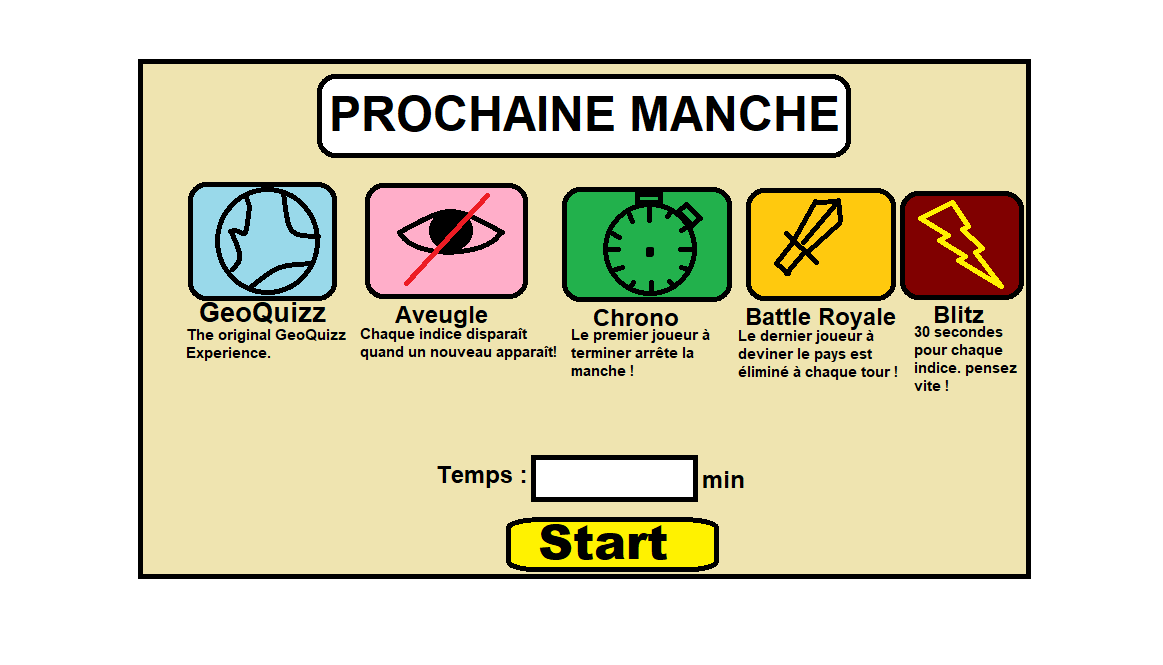 PROCHAINE MANCHE
GeoQuizz
The original GeoQuizz
Experience.
Aveugle
Chaque indice disparaît
quand un nouveau apparaît!
Chrono
Le premier joueur à
terminer arrête la
manche !
Battle Royale
Le dernier joueur à
deviner le pays est
éliminé à chaque tour !
Blitz
30 secondes
pour chaque
indice. pensez
vite !
Temps :
min
Start